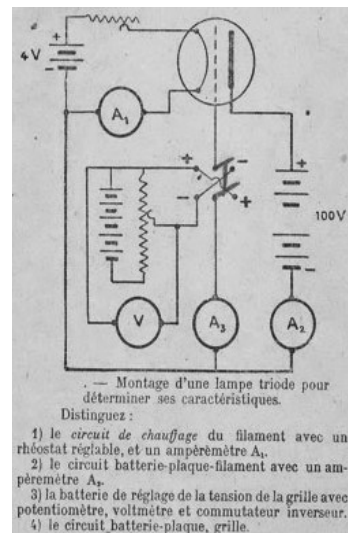 +
4V
-
A₁
+
-
-
+
+
100V
-
V
A₃
A₂
. — Montage d'une lampe triode pour
déterminer ses caractéristiques.
Distinguez :
1) le circuit de chauffage du filament avec un
rhéostat réglable, et un ampèremètre A₁.
2) le circuit batterie-plaque-filament avec un am-
pèremètre A₂.
3) la batterie de réglage de la tension de la grille avec
potentiomètre, voltmètre et commutateur inverseur.
4) le circuit batterie-plaque, grille.